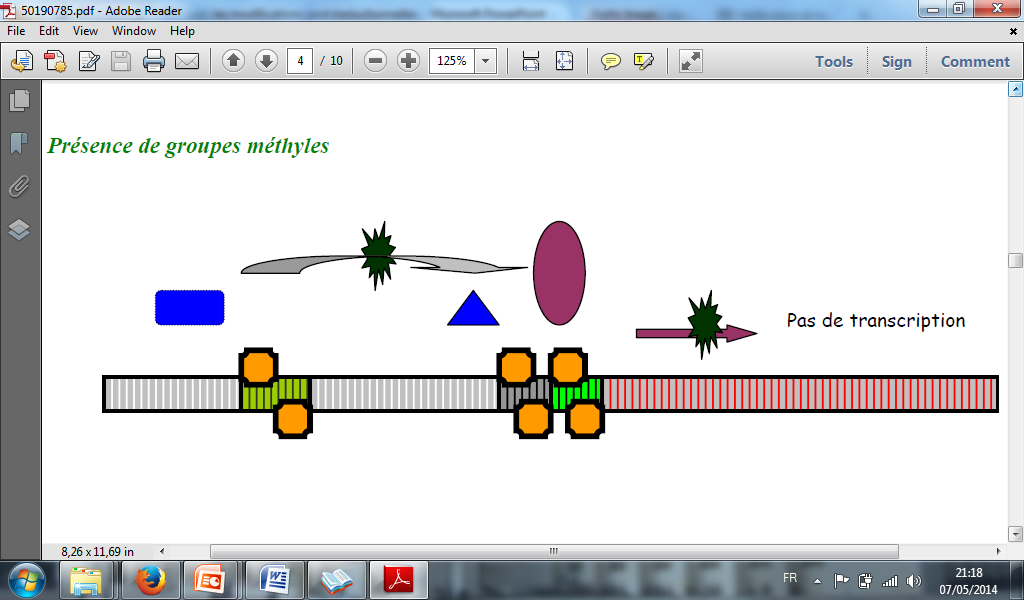 50190785.pdf - Adobe Reader
File Edit View Window Help
4 / 10 125% Tools Sign Comment
Présence de groupes méthyles
Pas de transcription
8,26 x 11,69 in
FR 21:18
07/05/2014